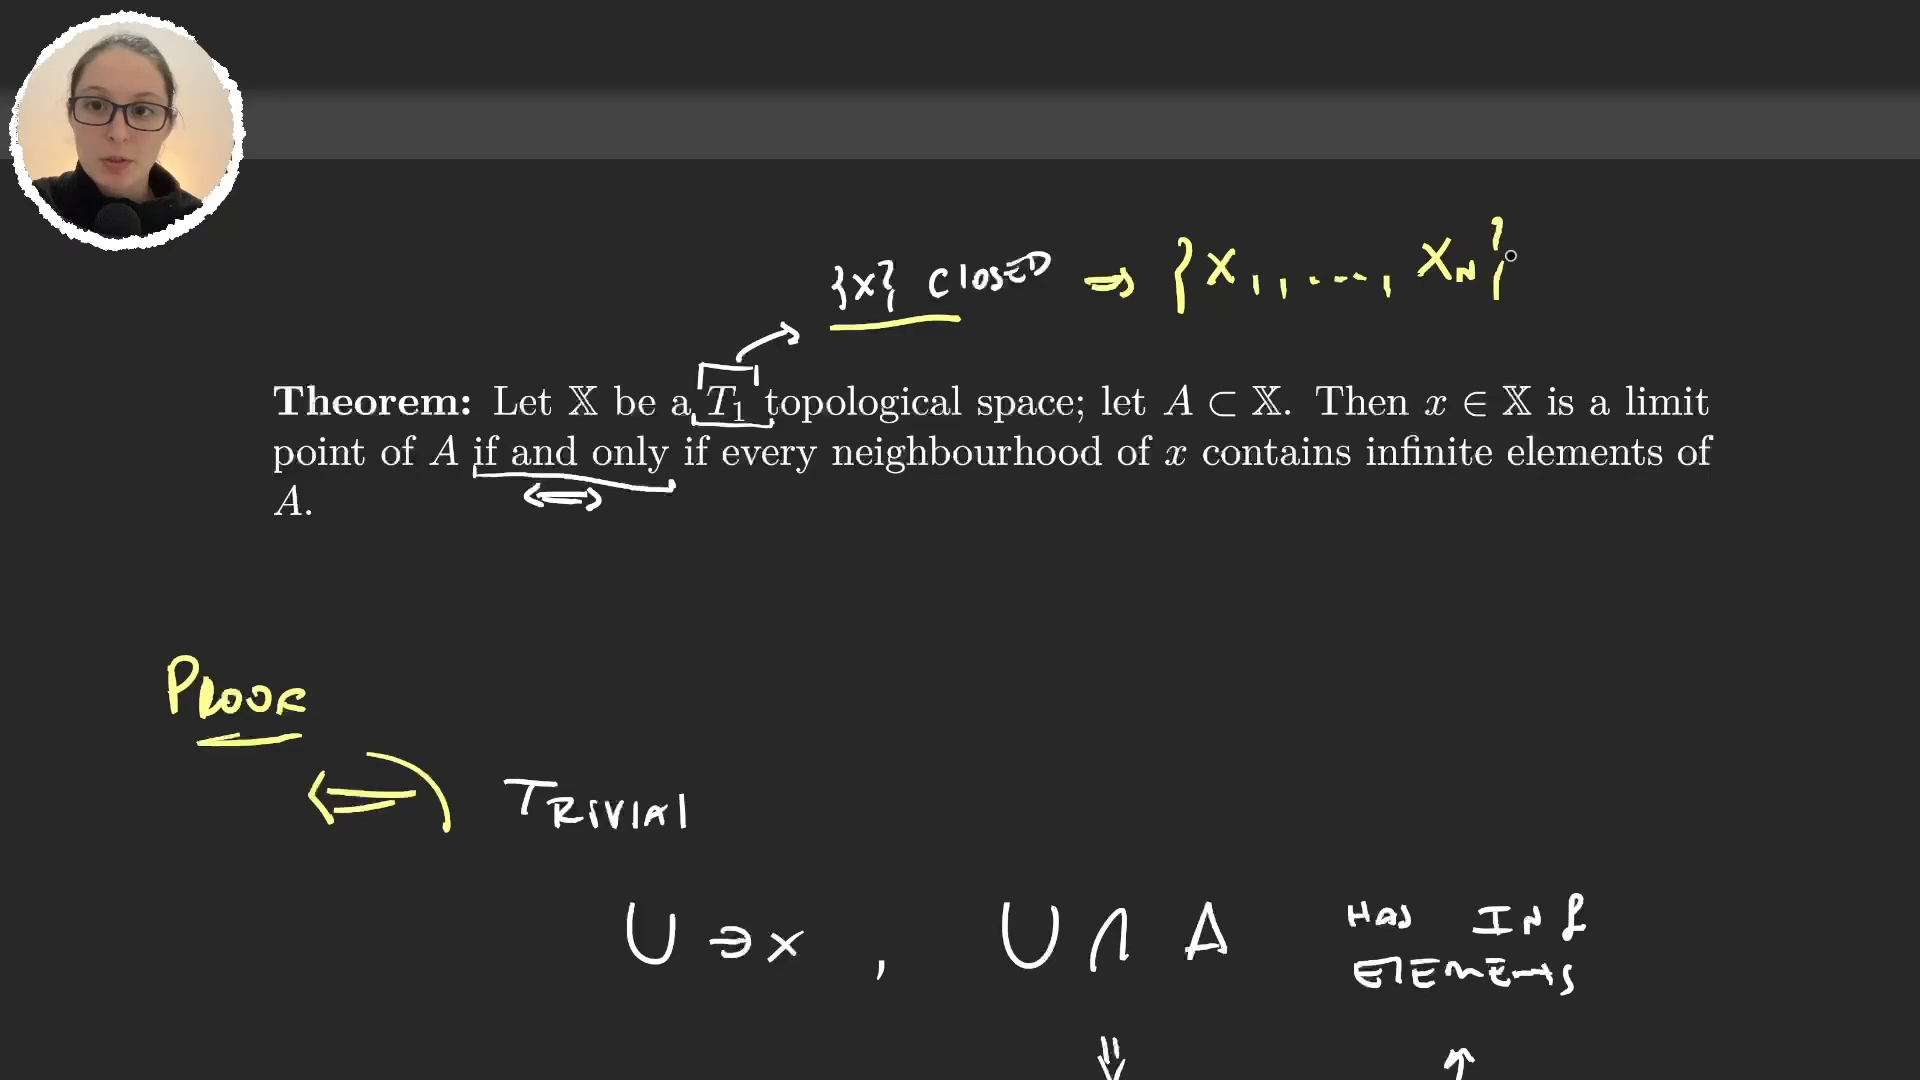 {x} CLOSED ⇒ {X₁, ...., X_N}
Theorem: Let 𝕏 be a T₁ topological space; let A ⊂ 𝕏. Then x ∈ 𝕏 is a limit
point of A if and only if every neighbourhood of x contains infinite elements of
⟺
A.
PROOF
⟸) TRIVIAL
U ∋ x , U ∩ A HAS INF
ELEMENTS
⇓ ↑